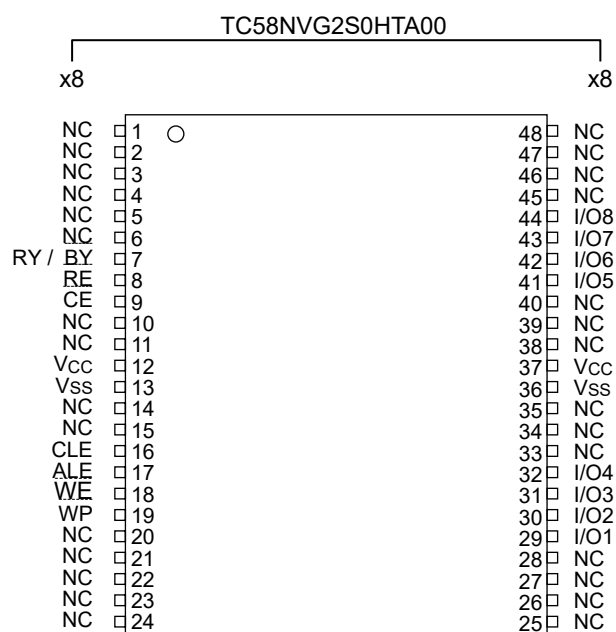 TC58NVG2S0HTA00
x8 x8
NC 1 48 NC
NC 2 47 NC
NC 3 46 NC
NC 4 45 NC
NC 5 44 I/O8
NC 6 43 I/O7
RY / BY 7 42 I/O6
RE 8 41 I/O5
CE 9 40 NC
NC 10 39 NC
NC 11 38 NC
VCC 12 37 VCC
VSS 13 36 VSS
NC 14 35 NC
NC 15 34 NC
CLE 16 33 NC
ALE 17 32 I/O4
WE 18 31 I/O3
WP 19 30 I/O2
NC 20 29 I/O1
NC 21 28 NC
NC 22 27 NC
NC 23 26 NC
NC 24 25 NC